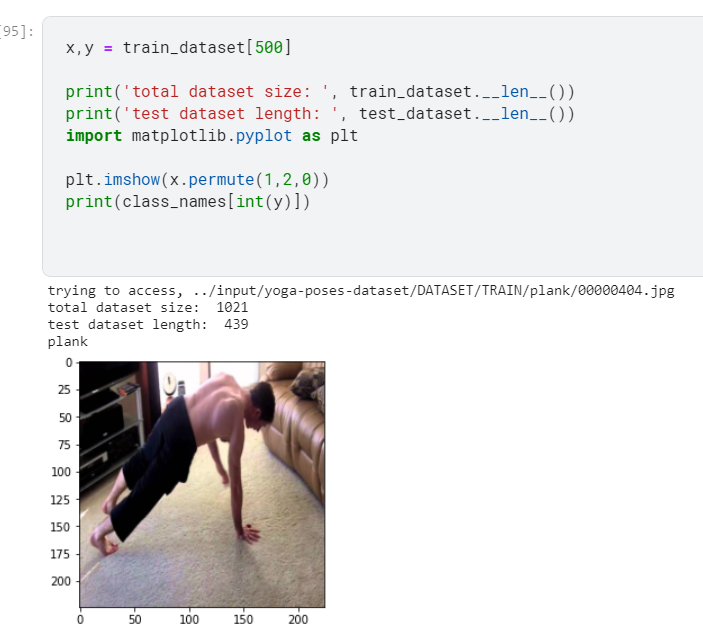 95]:
x,y = train_dataset[500]
print('total dataset size: ', train_dataset.__len__())
print('test dataset length: ', test_dataset.__len__())
import matplotlib.pyplot as plt
plt.imshow(x.permute(1,2,0))
print(class_names[int(y)])
trying to access, ../input/yoga-poses-dataset/DATASET/TRAIN/plank/00000404.jpg
total dataset size:  1021
test dataset length:  439
plank
0
25
50
75
100
125
150
175
200
0 50 100 150 200